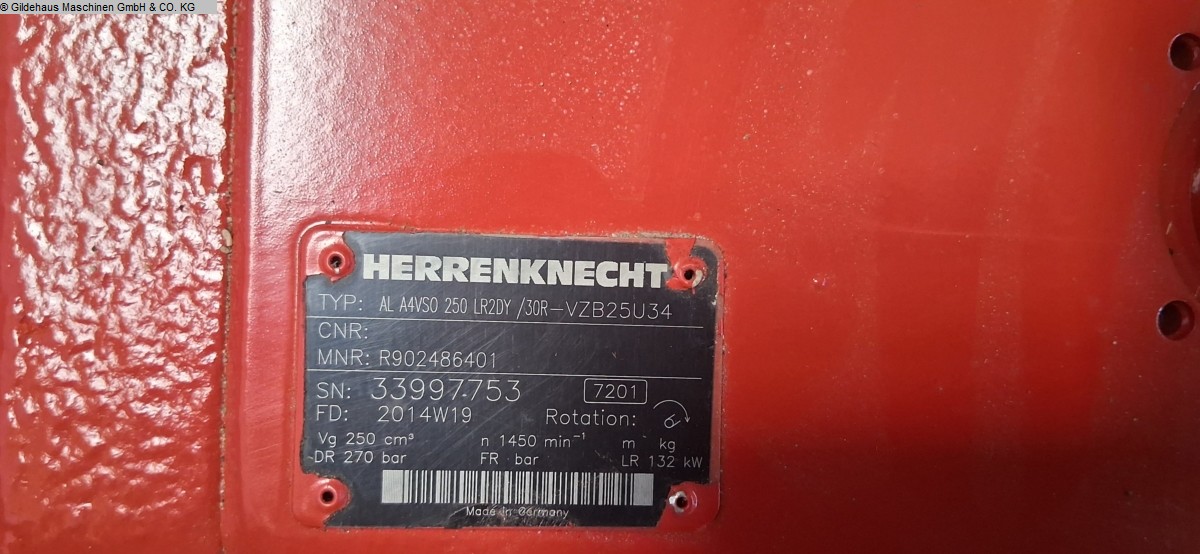 © Gildehaus Maschinen GmbH & CO. KG
HERRENKNECHT
TYP: AL A4VSO 250 LR2DY /30R-VZB25U34
CNR:
MNR: R902486401
SN: 33997753 7201
FD: 2014W19 Rotation:
Vg 250 cm³ n 1450 min⁻¹ m kg
DR 270 bar FR bar LR 132 kW
Made in Germany